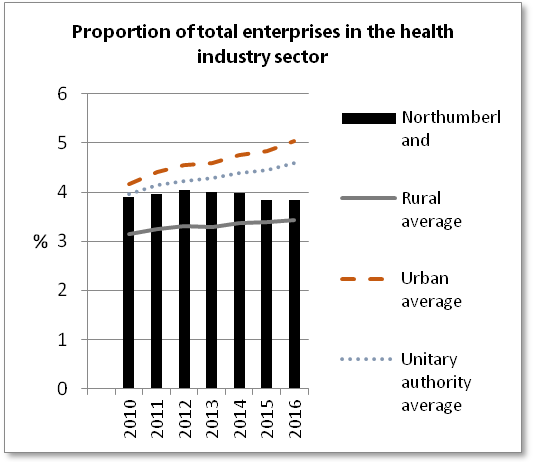 Proportion of total enterprises in the health
industry sector
6
5
4
3
2
1
0
%
2010
2011
2012
2013
2014
2015
2016
Northumberl
and
Rural
average
Urban
average
Unitary
authority
average